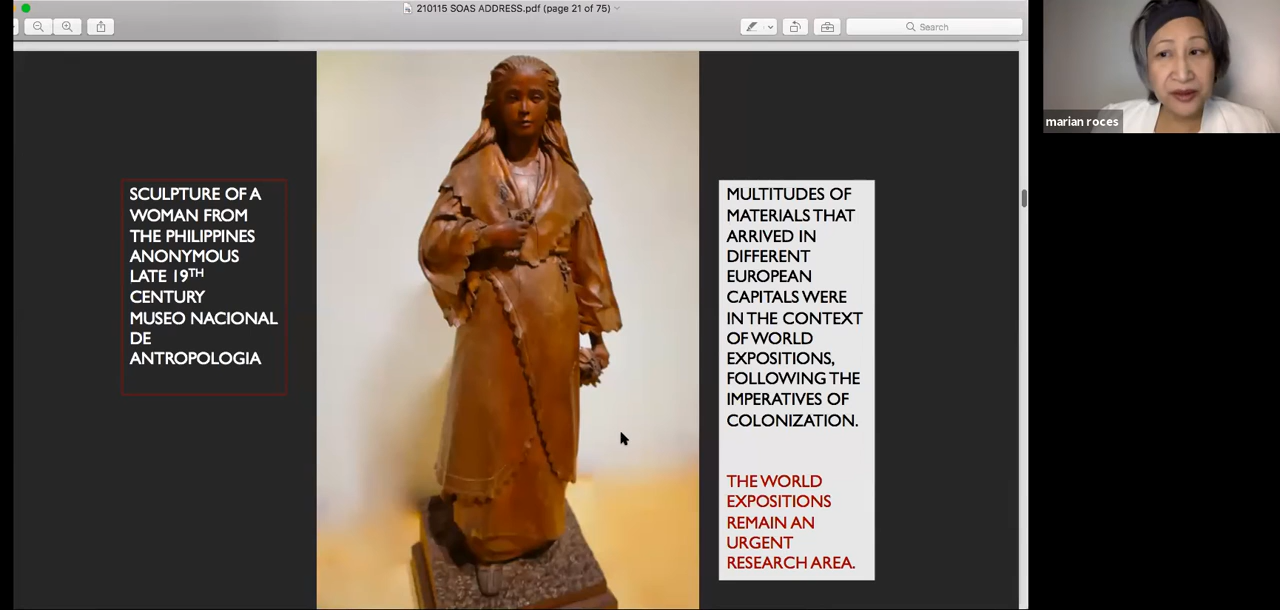 210115 SOAS ADDRESS.pdf (page 21 of 75)
Search
SCULPTURE OF A
WOMAN FROM
THE PHILIPPINES
ANONYMOUS
LATE 19TH
CENTURY
MUSEO NACIONAL
DE
ANTROPOLOGIA
MULTITUDES OF
MATERIALS THAT
ARRIVED IN
DIFFERENT
EUROPEAN
CAPITALS WERE
IN THE CONTEXT
OF WORLD
EXPOSITIONS,
FOLLOWING THE
IMPERATIVES OF
COLONIZATION.
THE WORLD
EXPOSITIONS
REMAIN AN
URGENT
RESEARCH AREA.
marian roces